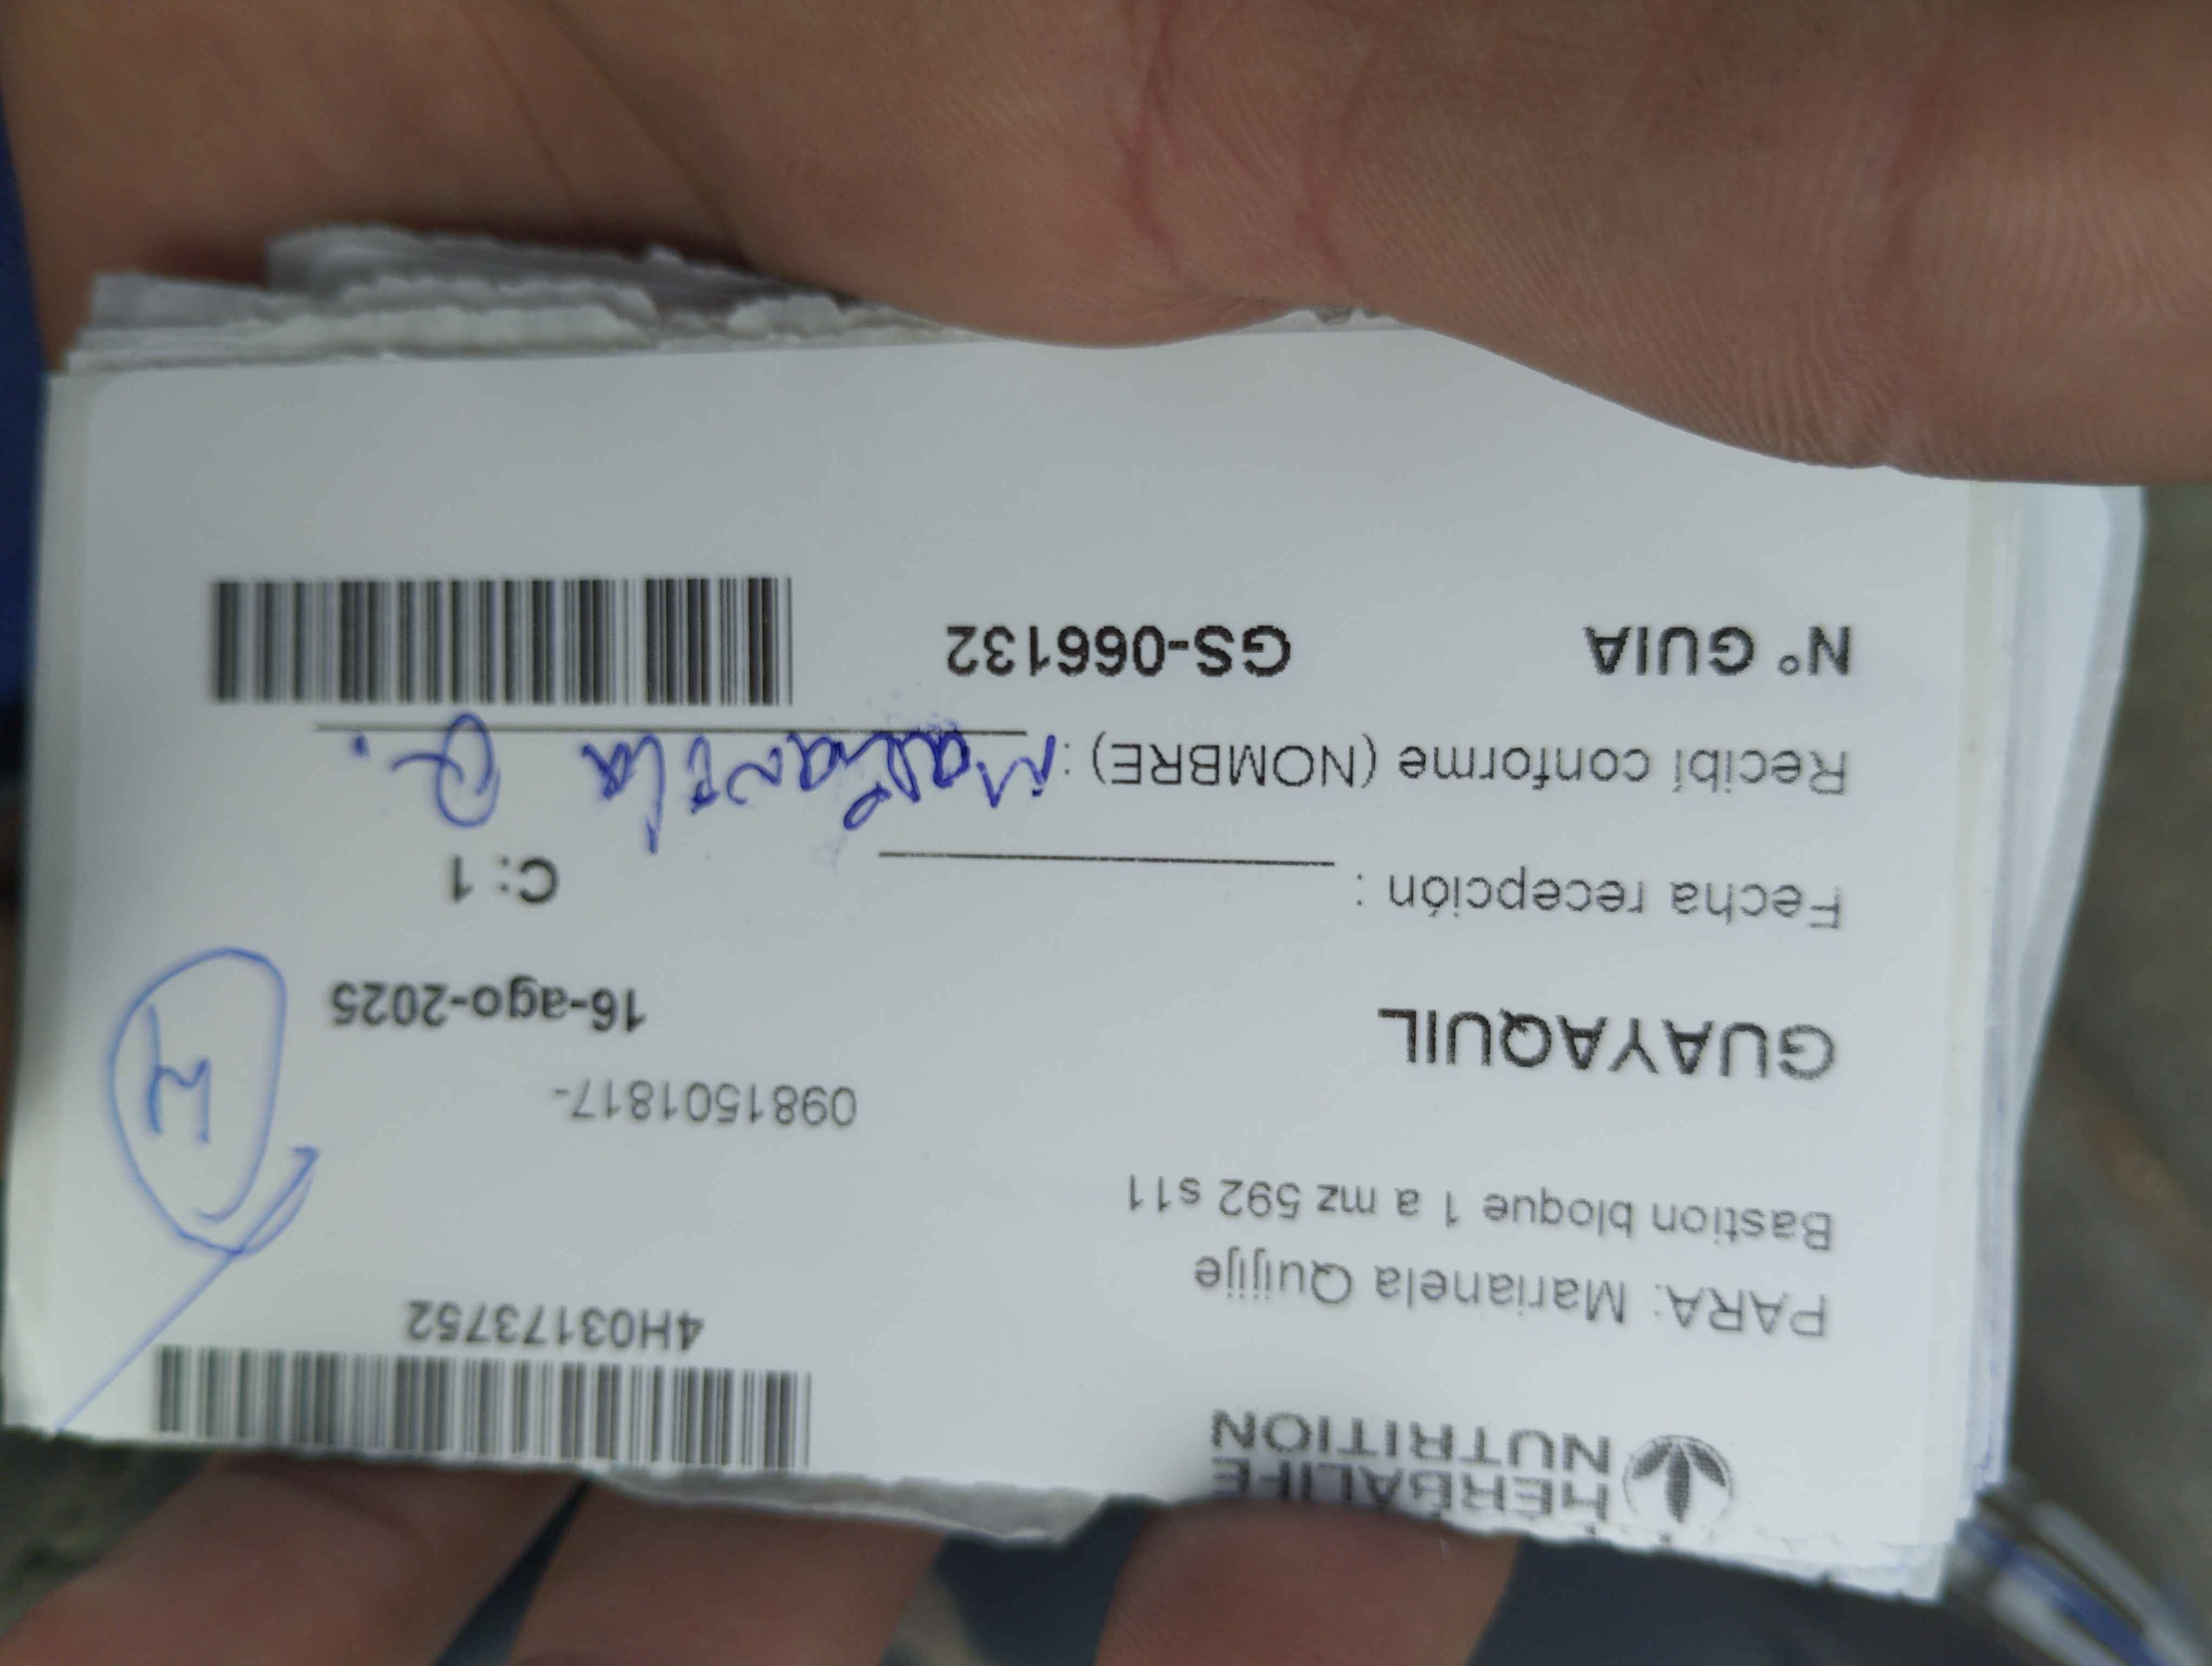 HERBALIFE
NUTRITION
4H03173752
PARA: Marianela Quijije
Bastion bloque 1 a mz 592 s11
0981501817-
GUAYAQUIL
16-ago-2025
Fecha recepción :
C: 1
Recibí conforme (NOMBRE) : Marianela Q.
N° GUIA GS-066132